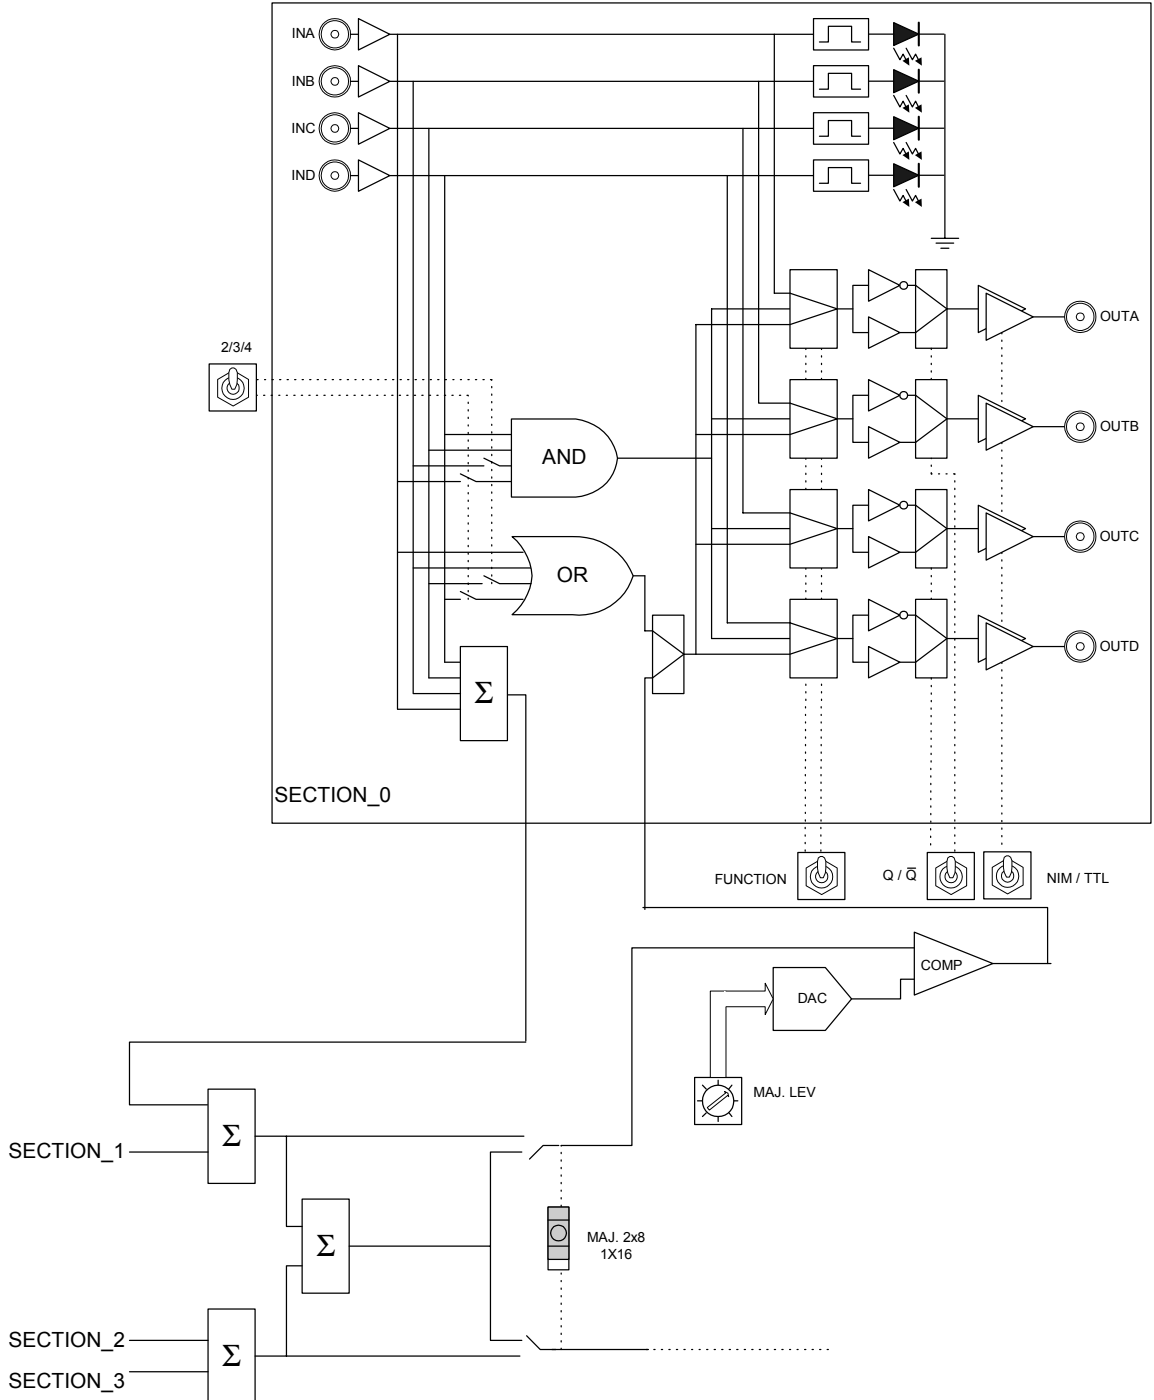 INA
INB
INC
IND
OUTA
2/3/4
OUTB
AND
OUTC
OR
OUTD
Σ
SECTION_0
FUNCTION
Q / Q̅
NIM / TTL
COMP
DAC
MAJ. LEV
Σ
SECTION_1
MAJ. 2x8
1X16
Σ
SECTION_2
Σ
SECTION_3